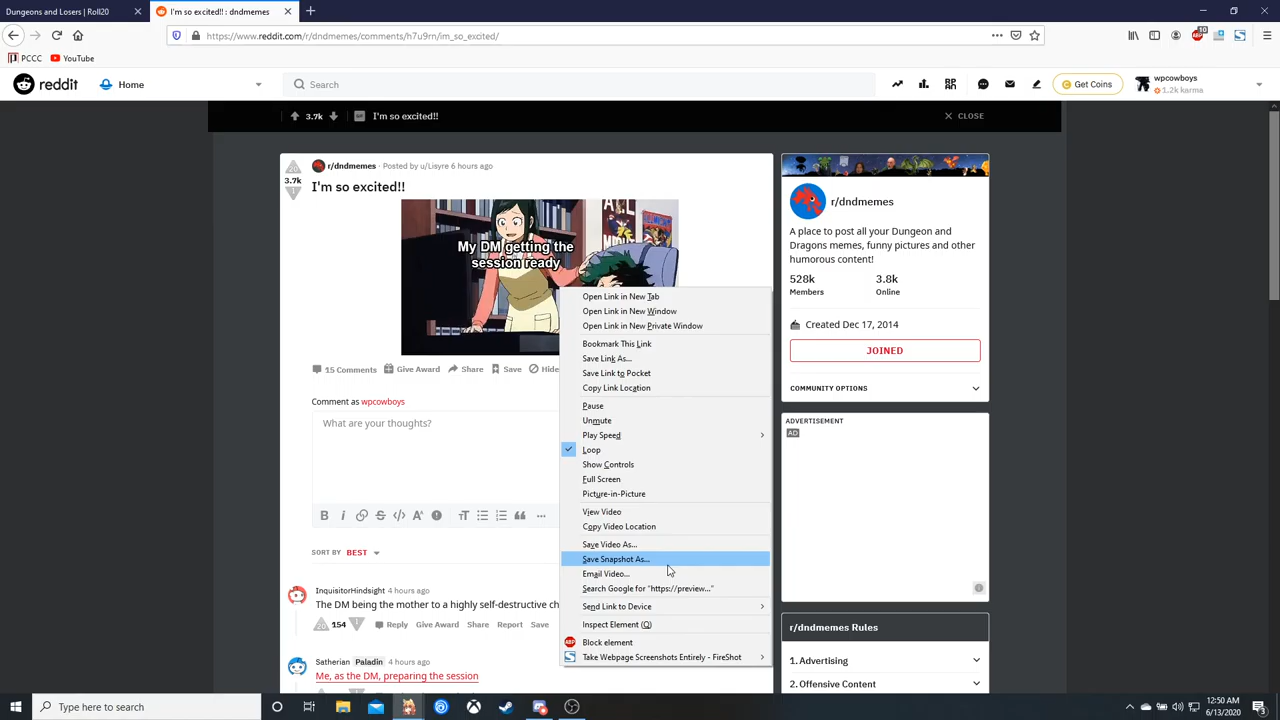 Dungeons and Losers | Roll20
I'm so excited!! : dndmemes
https://www.reddit.com/r/dndmemes/comments/h7u9rn/im_so_excited/
10
PCCC
YouTube
reddit
Home
Search
Get Coins
wpcowboys
1.2k karma
3.7k
I'm so excited!!
CLOSE
r/dndmemes • Posted by u/Lisyre 6 hours ago
20
3.7k
1
I'm so excited!!
My DM getting the
session ready
15 Comments
Give Award
Share
Save
Hide
Comment as wpcowboys
What are your thoughts?
SORT BY BEST
InquisitorHindsight 4 hours ago
The DM being the mother to a highly self-destructive ch
20 154 1 Reply Give Award Share Report Save
Satherian Paladin 4 hours ago
Me, as the DM, preparing the session
Open Link in New Tab
Open Link in New Window
Open Link in New Private Window
Bookmark This Link
Save Link As...
Save Link to Pocket
Copy Link Location
Pause
Unmute
Play Speed
Loop
Show Controls
Full Screen
Picture-in-Picture
View Video
Copy Video Location
Save Video As...
Save Snapshot As...
Email Video...
Search Google for "https://preview..."
Send Link to Device
Inspect Element (Q)
ABP Block element
Take Webpage Screenshots Entirely - FireShot
r/dndmemes
A place to post all your Dungeon and
Dragons memes, funny pictures and other
humorous content!
528k 3.8k
Members Online
Created Dec 17, 2014
JOINED
COMMUNITY OPTIONS
ADVERTISEMENT
AD
r/dndmemes Rules
1. Advertising
2. Offensive Content
Type here to search
12:50 AM
6/13/2020
3